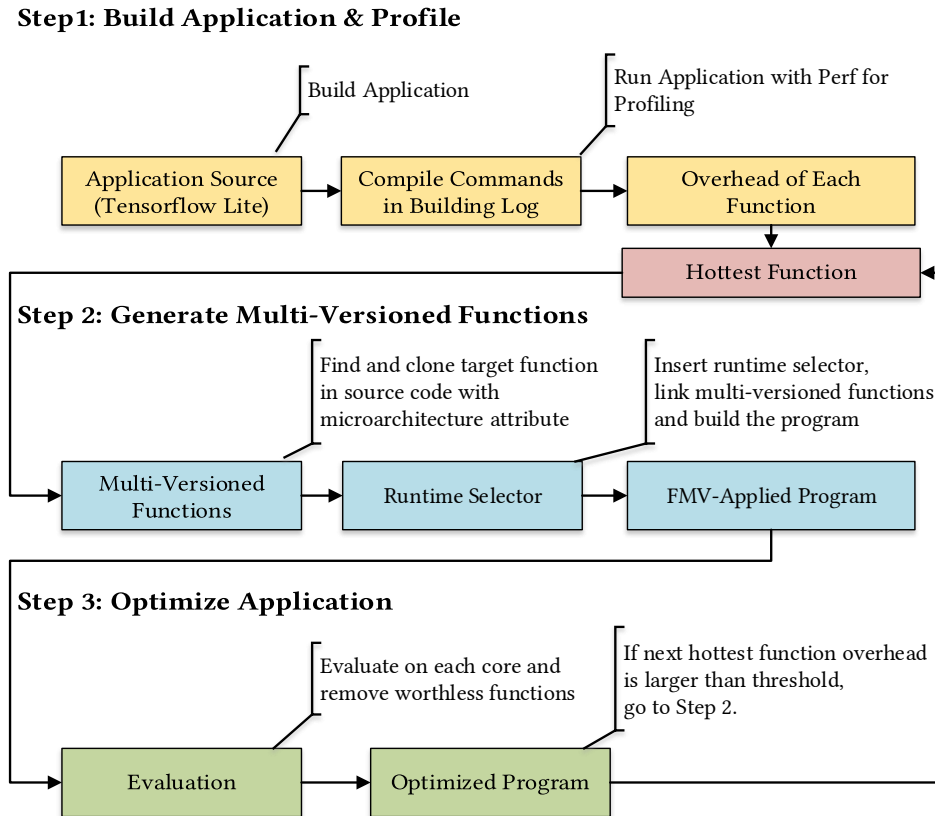 Step1: Build Application & Profile
Build Application
Run Application with Perf for
Profiling
Application Source
(Tensorflow Lite)
Compile Commands
in Building Log
Overhead of Each
Function
Hottest Function
Step 2: Generate Multi-Versioned Functions
Find and clone target function
in source code with
microarchitecture attribute
Insert runtime selector,
link multi-versioned functions
and build the program
Multi-Versioned
Functions
Runtime Selector
FMV-Applied Program
Step 3: Optimize Application
Evaluate on each core and
remove worthless functions
If next hottest function overhead
is larger than threshold,
go to Step 2.
Evaluation
Optimized Program